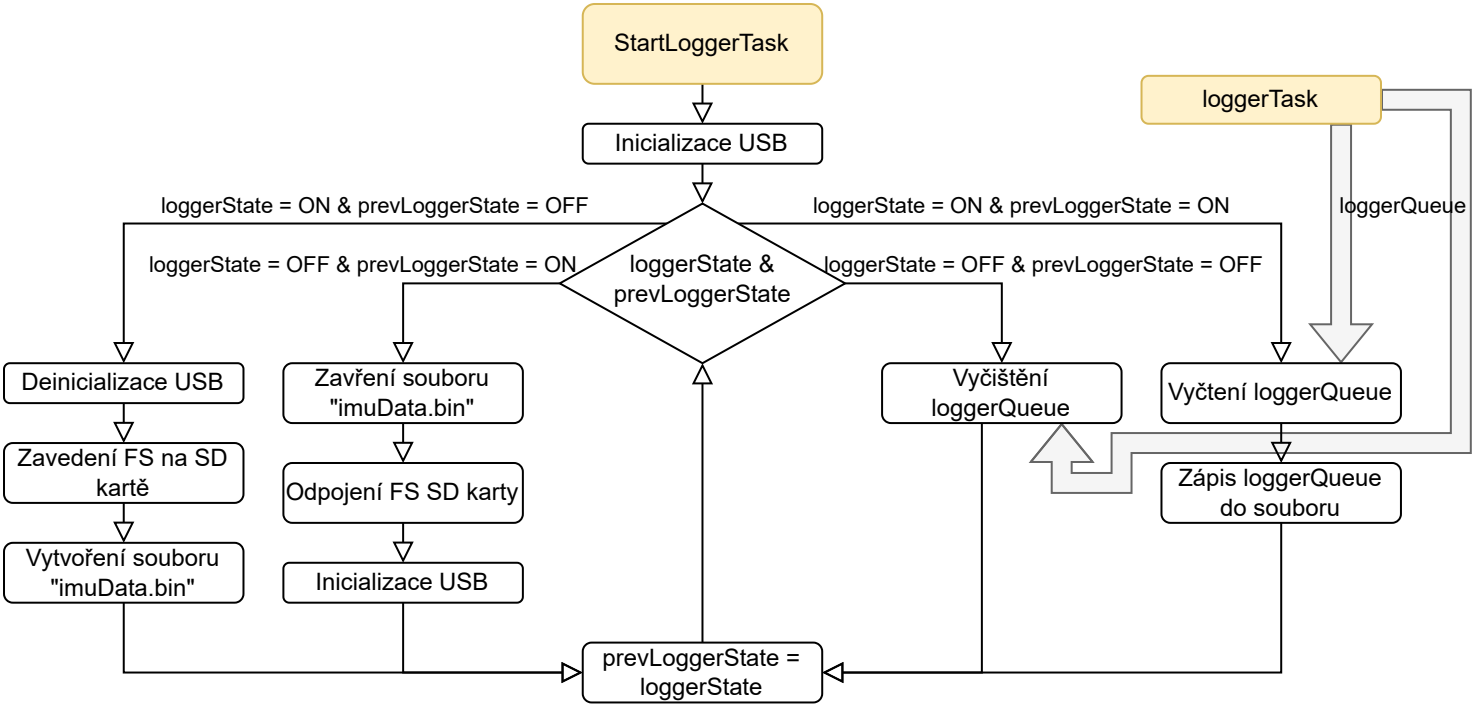 StartLoggerTask
loggerTask
Inicializace USB
loggerState = ON & prevLoggerState = OFF
loggerState = ON & prevLoggerState = ON
loggerQueue
loggerState = OFF & prevLoggerState = ON
loggerState &
prevLoggerState
loggerState = OFF & prevLoggerState = OFF
Deinicializace USB
Zavření souboru
"imuData.bin"
Vyčištění
loggerQueue
Vyčtení loggerQueue
Zavedení FS na SD
kartě
Odpojení FS SD karty
Zápis loggerQueue
do souboru
Vytvoření souboru
"imuData.bin"
Inicializace USB
prevLoggerState =
loggerState